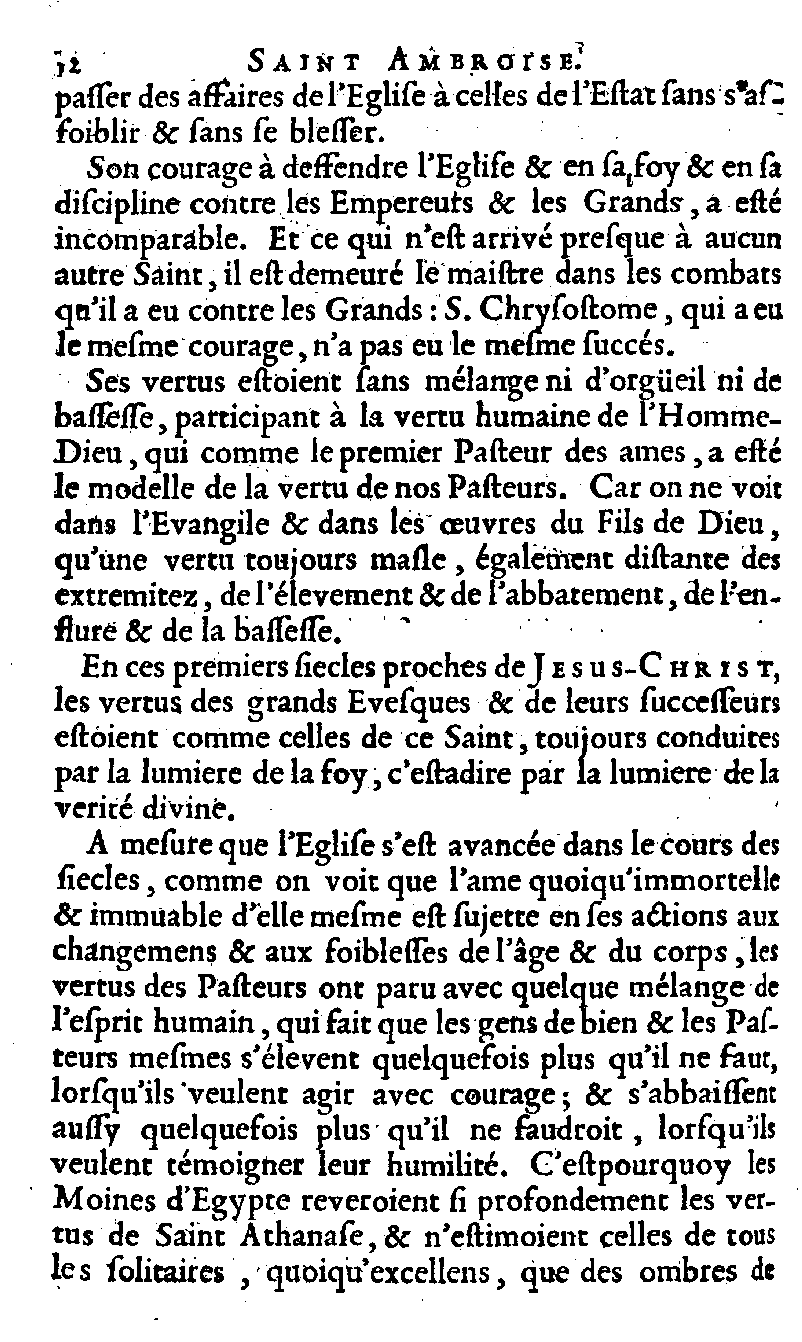 32 SAINT AMBROISE.
paſſer des affaires de l'Egliſe à celles de l'Eſtat ſans s'aſ-
foiblir & ſans ſe bleſſer.
Son courage à deffendre l'Egliſe & en ſa foy & en ſa
diſcipline contre les Empereurs & les Grands, a eſté
incomparable. Et ce qui n'eſt arrivé preſque à aucun
autre Saint, il eſt demeuré le maiſtre dans les combats
qu'il a eu contre les Grands : S. Chryſoſtome, qui a eu
le meſme courage, n'a pas eu le meſme ſuccés.
Ses vertus eſtoient ſans mélange ni d'orgüeil ni de
baſſeſſe, participant à la vertu humaine de l'Homme-
Dieu, qui comme le premier Paſteur des ames, a eſté
le modelle de la vertu de nos Paſteurs. Car on ne voit
dans l'Evangile & dans les œuvres du Fils de Dieu,
qu'une vertu toujours maſle, également diſtante des
extremitez, de l'élevement & de l'abbatement, de l'en-
flure & de la baſſeſſe.
En ces premiers ſiecles proches de JESUS-CHRIST,
les vertus des grands Eveſques & de leurs ſucceſſeurs
eſtoient comme celles de ce Saint, toujours conduites
par la lumiere de la foy, c'eſtadire par la lumiere de la
verité divine.
A meſure que l'Egliſe s'eſt avancée dans le cours des
ſiecles, comme on voit que l'ame quoiqu'immortelle
& immuable d'elle meſme eſt ſujette en ſes actions aux
changemens & aux foibleſſes de l'âge & du corps, les
vertus des Paſteurs ont paru avec quelque mélange de
l'eſprit humain, qui fait que les gens de bien & les Paſ-
teurs meſmes s'élevent quelquefois plus qu'il ne faut,
lorſqu'ils veulent agir avec courage; & s'abbaiſſent
auſſy quelquefois plus qu'il ne faudroit, lorſqu'ils
veulent témoigner leur humilité. C'eſtpourquoy les
Moines d'Egypte reveroient ſi profondement les ver-
tus de Saint Athanaſe, & n'eſtimoient celles de tous
les ſolitaires, quoiqu'excellens, que des ombres de